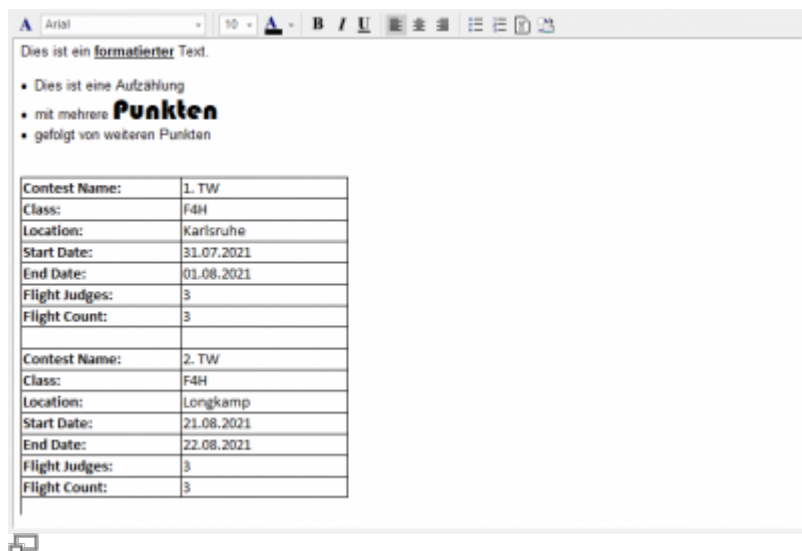 A Arial 10 A B I U
Dies ist ein formatierter Text.
• Dies ist eine Aufzählung
• mit mehrere Punkten
• gefolgt von weiteren Punkten
Contest Name: 1. TW
Class: F4H
Location: Karlsruhe
Start Date: 31.07.2021
End Date: 01.08.2021
Flight Judges: 3
Flight Count: 3
Contest Name: 2. TW
Class: F4H
Location: Longkamp
Start Date: 21.08.2021
End Date: 22.08.2021
Flight Judges: 3
Flight Count: 3